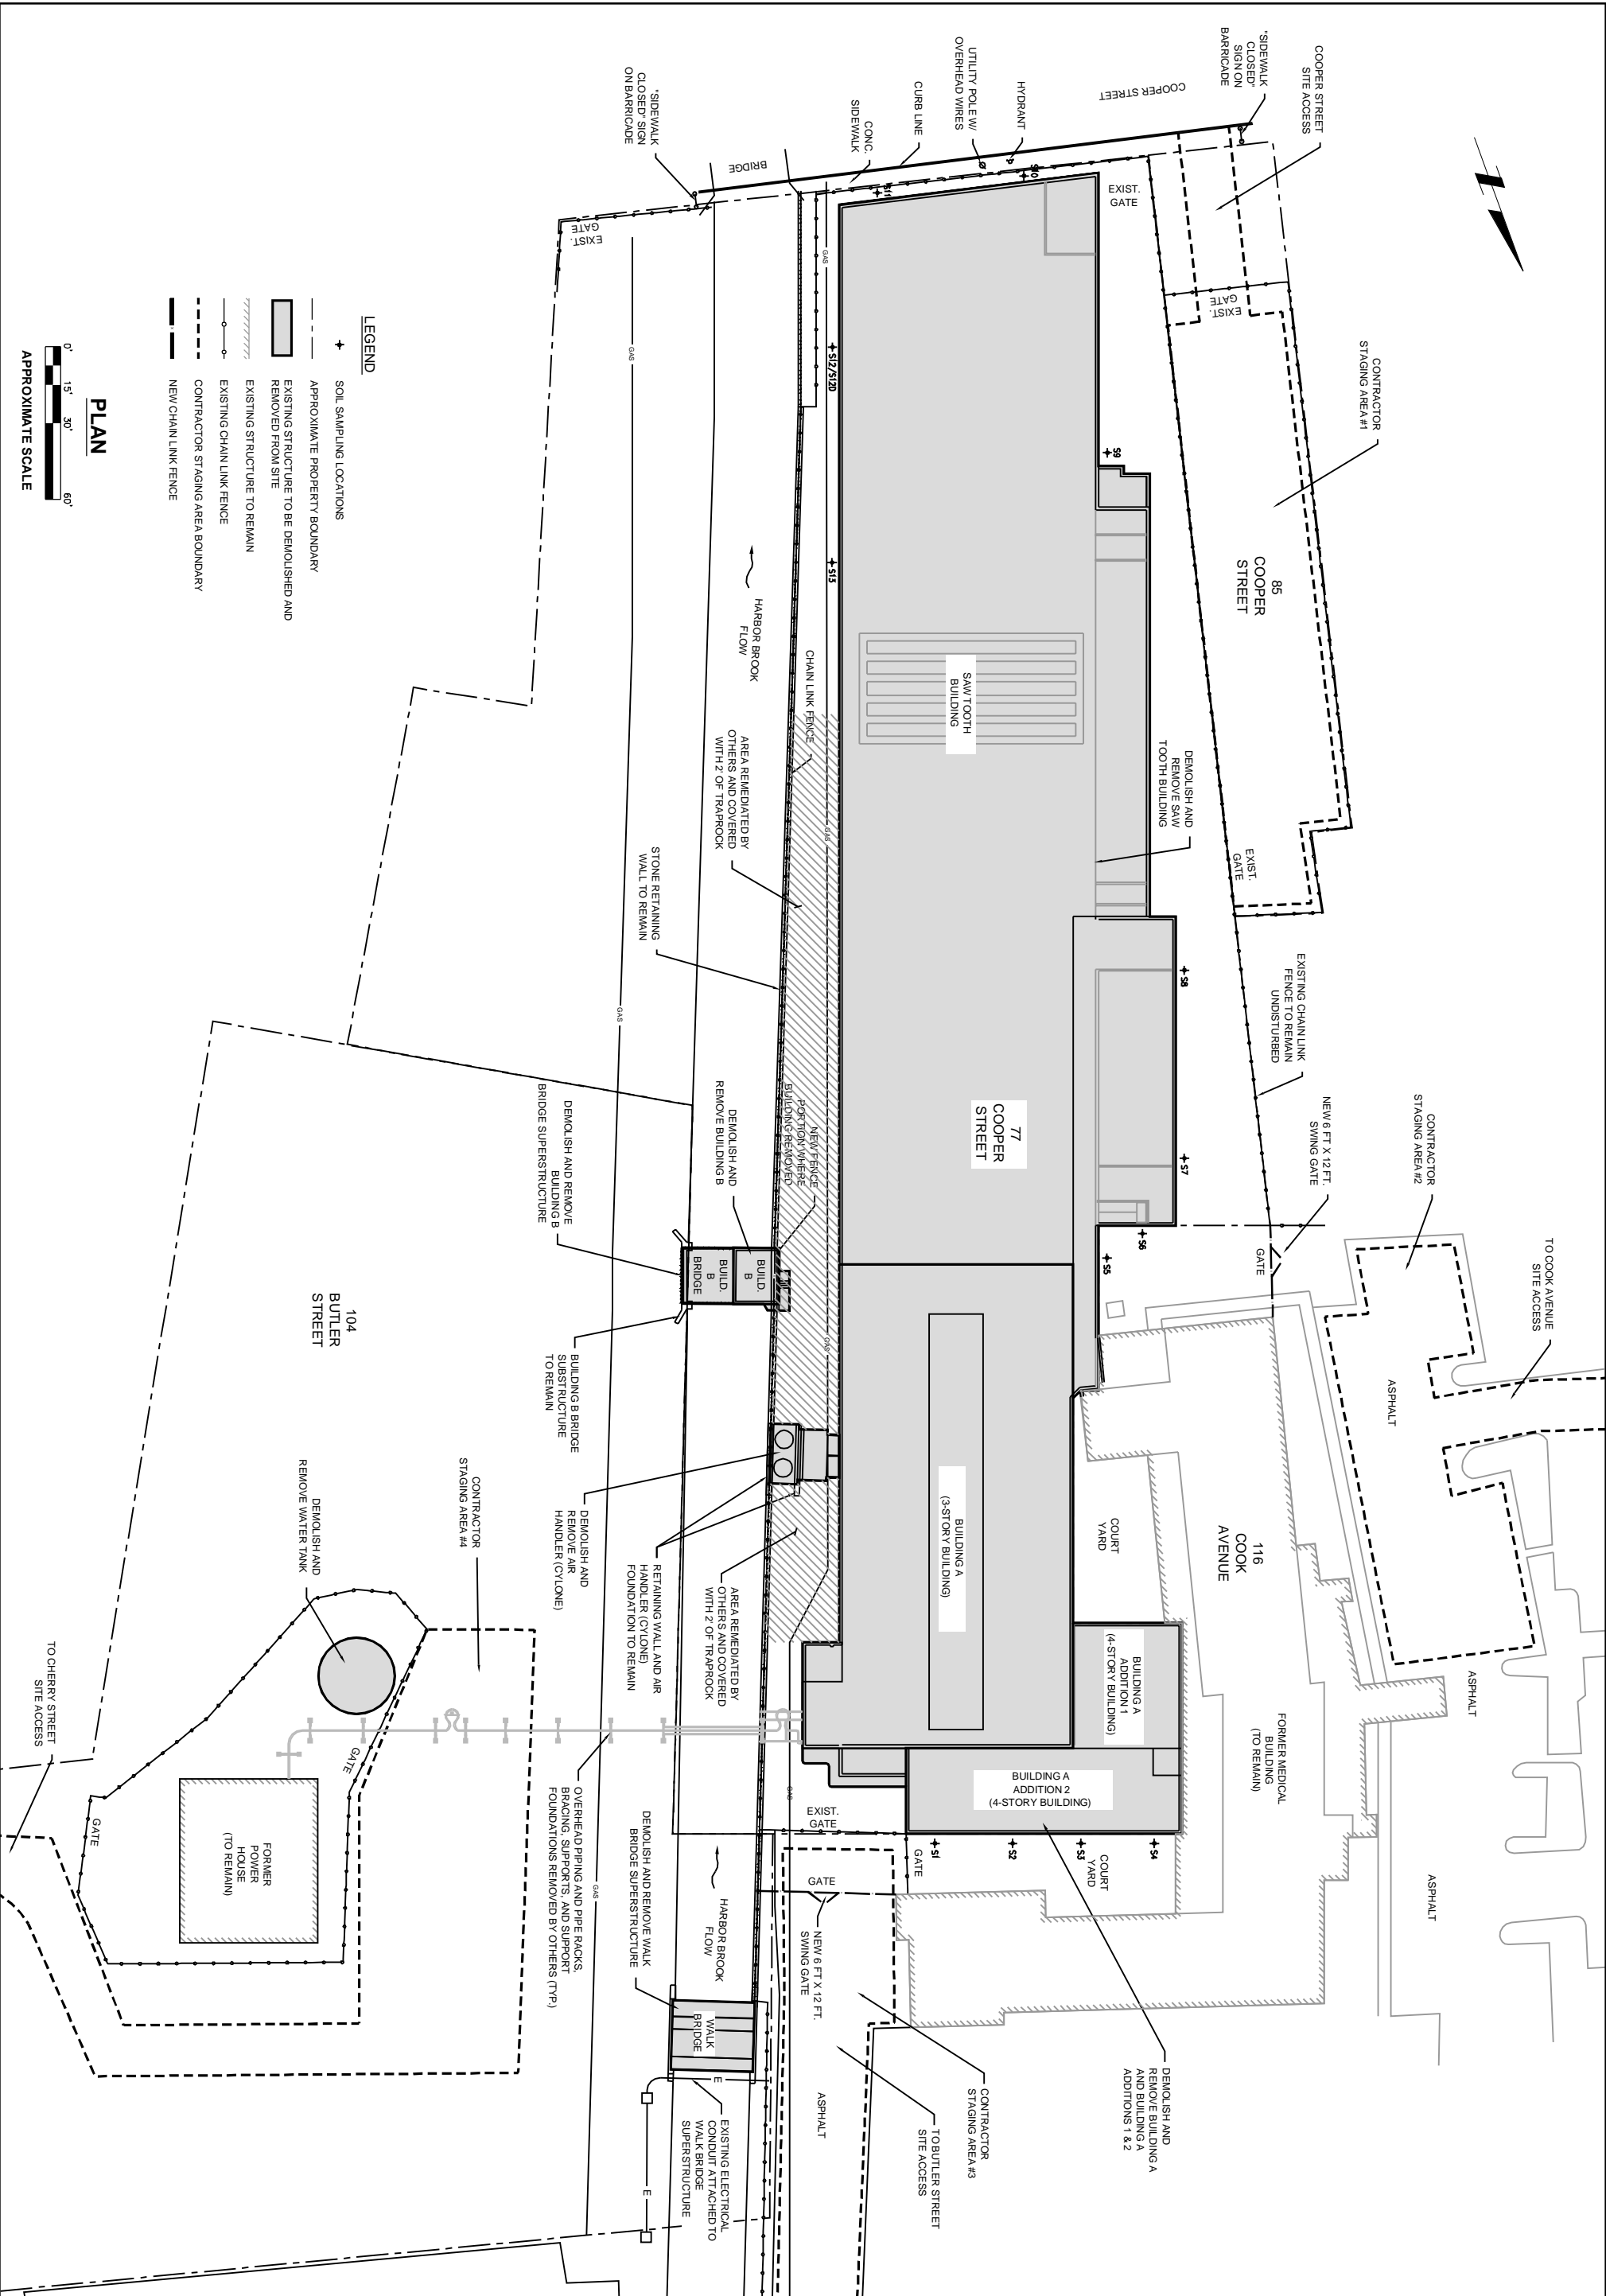 COOPER STREET
SITE ACCESS
"SIDEWALK
CLOSED"
SIGN ON
BARRICADE
COOPER STREET
HYDRANT
UTILITY POLE W/
OVERHEAD WIRES
CURB LINE
CONC.
SIDEWALK
BRIDGE
"SIDEWALK
CLOSED" SIGN
ON BARRICADE
EXIST.
GATE
EXIST.
GATE
EXIST.
GATE
CONTRACTOR
STAGING AREA #1
85
COOPER
STREET
EXIST.
GATE
EXISTING CHAIN LINK
FENCE TO REMAIN
UNDISTURBED
NEW 6 FT X 12 FT.
SWING GATE
GATE
CONTRACTOR
STAGING AREA #2
TO COOK AVENUE
SITE ACCESS
ASPHALT
ASPHALT
ASPHALT
S10
S11
S12/S120
S13
S9
S8
S7
S6
S5
SAW TOOTH
BUILDING
DEMOLISH AND
REMOVE SAW
TOOTH BUILDING
77
COOPER
STREET
GAS
GAS
GAS
GAS
GAS
GAS
GAS
HARBOR BROOK
FLOW
CHAIN LINK FENCE
AREA REMEDIATED BY
OTHERS AND COVERED
WITH 2' OF TRAPROCK
STONE RETAINING
WALL TO REMAIN
NEW FENCE
PORTION WHERE
BUILDING REMOVED
DEMOLISH AND
REMOVE BUILDING B
DEMOLISH AND REMOVE
BUILDING B
BRIDGE SUPERSTRUCTURE
BUILD.
B
BUILD.
B
BRIDGE
BUILDING B BRIDGE
SUBSTRUCTURE
TO REMAIN
DEMOLISH AND
REMOVE AIR
HANDLER (CYLONE)
RETAINING WALL AND AIR
HANDLER (CYLONE)
FOUNDATION TO REMAIN
AREA REMEDIATED BY
OTHERS AND COVERED
WITH 2' OF TRAPROCK
BUILDING A
(3-STORY BUILDING)
COURT
YARD
116
COOK
AVENUE
BUILDING A
ADDITION 1
(4-STORY BUILDING)
BUILDING A
ADDITION 2
(4-STORY BUILDING)
FORMER MEDICAL
BUILDING
(TO REMAIN)
EXIST.
GATE
GATE
GATE
S1
S2
S3
S4
COURT
YARD
NEW 6 FT X 12 FT.
SWING GATE
DEMOLISH AND
REMOVE BUILDING A
AND BUILDING A
ADDITIONS 1 & 2
CONTRACTOR
STAGING AREA #3
TO BUTLER STREET
SITE ACCESS
ASPHALT
OVERHEAD PIPING AND PIPE RACKS,
BRACING, SUPPORTS, AND SUPPORT
FOUNDATIONS REMOVED BY OTHERS (TYP.)
DEMOLISH AND REMOVE WALK
BRIDGE SUPERSTRUCTURE
HARBOR BROOK
FLOW
WALK
BRIDGE
E
E
EXISTING ELECTRICAL
CONDUIT ATTACHED TO
WALK BRIDGE
SUPERSTRUCTURE
104
BUTLER
STREET
CONTRACTOR
STAGING AREA #4
DEMOLISH AND
REMOVE WATER TANK
GATE
GATE
FORMER
POWER
HOUSE
(TO REMAIN)
TO CHERRY STREET
SITE ACCESS
LEGEND
SOIL SAMPLING LOCATIONS
APPROXIMATE PROPERTY BOUNDARY
EXISTING STRUCTURE TO BE DEMOLISHED AND
REMOVED FROM SITE
EXISTING STRUCTURE TO REMAIN
EXISTING CHAIN LINK FENCE
CONTRACTOR STAGING AREA BOUNDARY
NEW CHAIN LINK FENCE
PLAN
0' 15' 30' 60'
APPROXIMATE SCALE